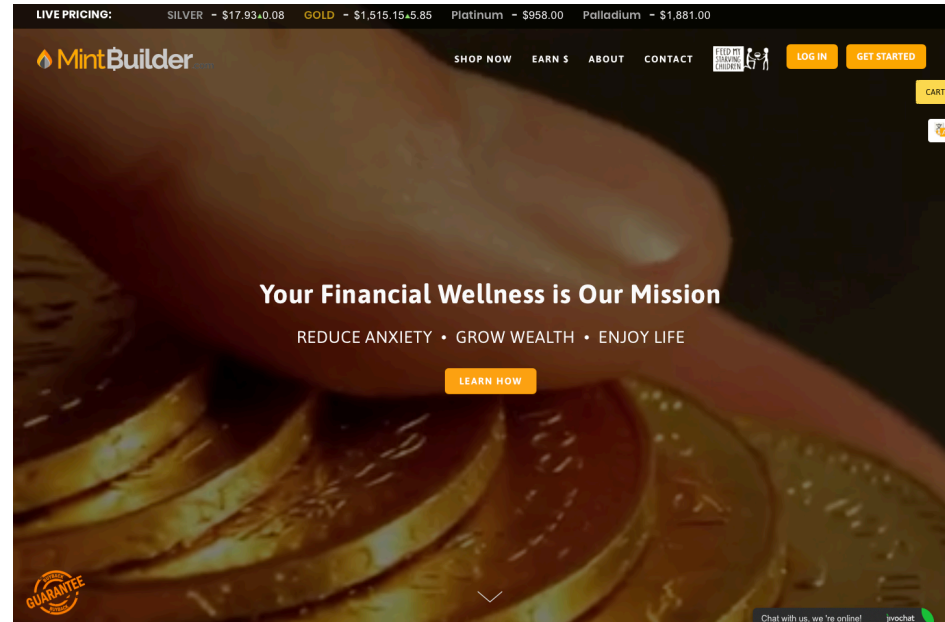 LIVE PRICING: SILVER - $17.93▴0.08 GOLD - $1,515.15▴5.85 Platinum - $958.00 Palladium - $1,881.00
MintBuilder
SHOP NOW EARN $ ABOUT CONTACT
FEED MY
STARVING
CHILDREN
LOG IN
GET STARTED
CART
Your Financial Wellness is Our Mission
REDUCE ANXIETY • GROW WEALTH • ENJOY LIFE
LEARN HOW
BUYBACK
GUARANTEE
BUYBACK
Chat with us, we 're online! jivochat